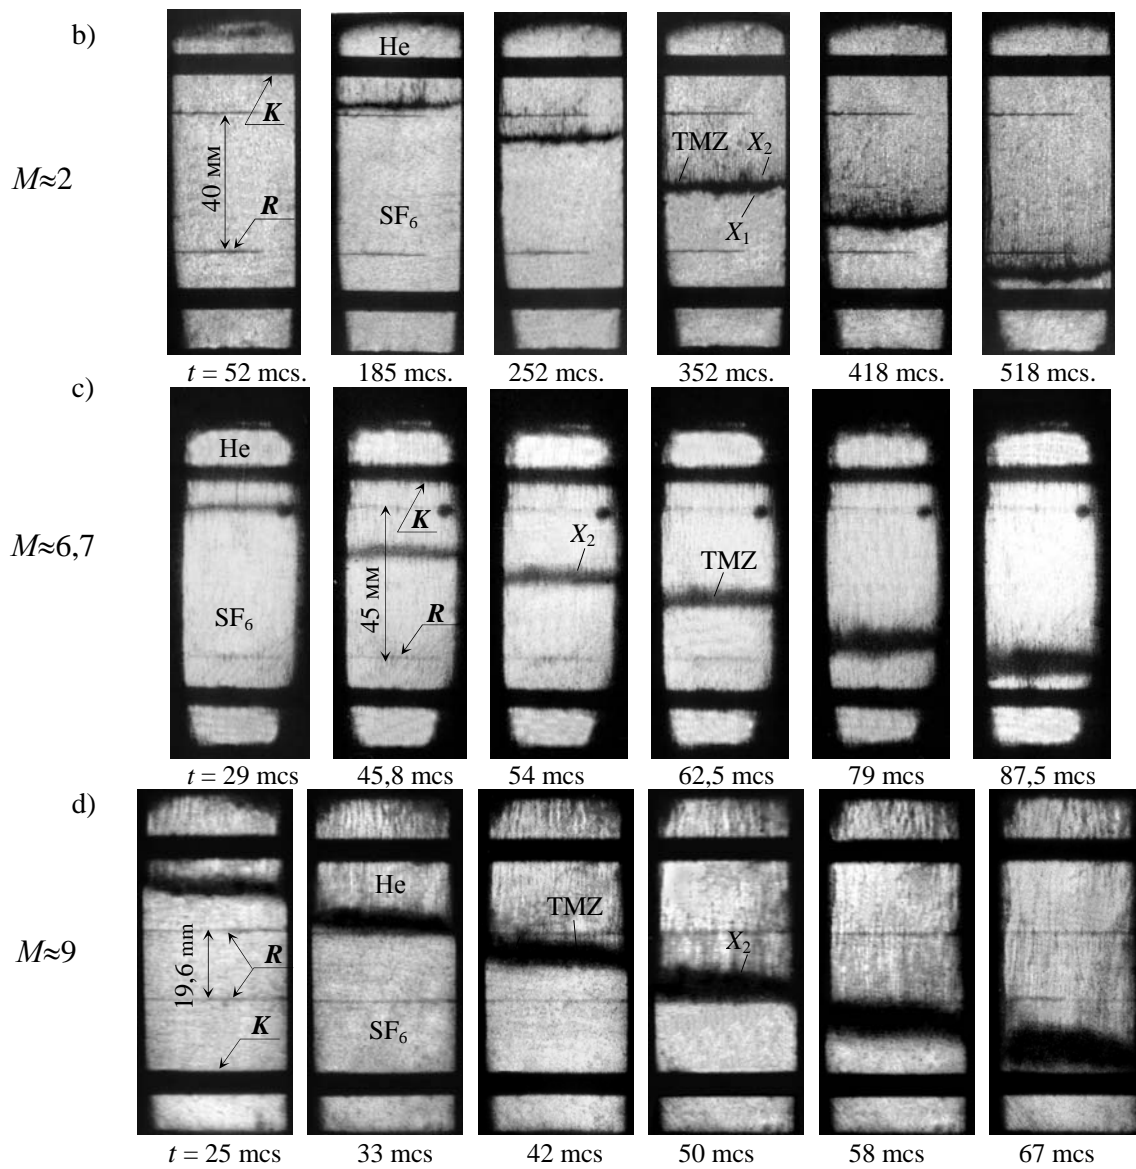 b)
He
K
40 мм
M≈2
TMZ
X2
R
SF6
X1
t = 52 mcs.
185 mcs.
252 mcs.
352 mcs.
418 mcs.
518 mcs.
c)
He
K
M≈6,7
X2
TMZ
45 мм
SF6
R
t = 29 mcs
45,8 mcs
54 mcs
62,5 mcs
79 mcs
87,5 mcs
d)
He
TMZ
M≈9
19,6 mm
R
X2
K
SF6
t = 25 mcs
33 mcs
42 mcs
50 mcs
58 mcs
67 mcs